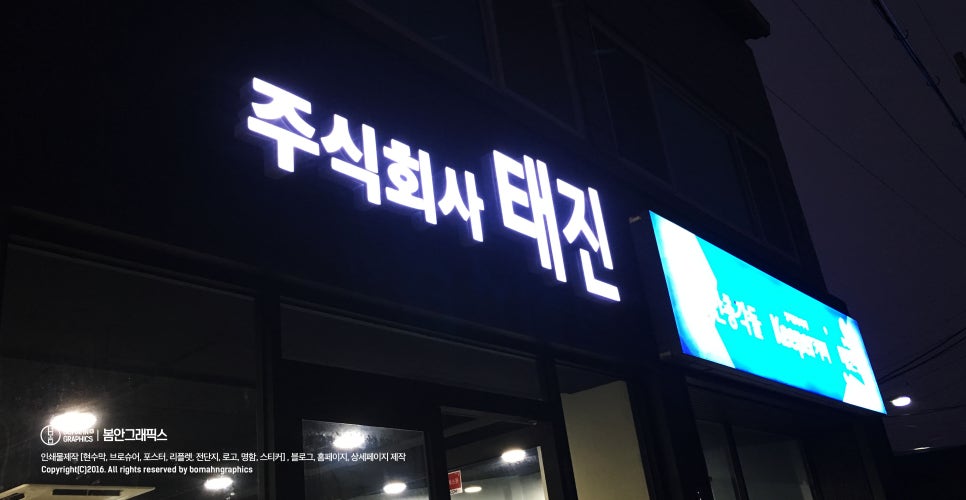 주식회사 태진
BOMAHN GRAPHICS | 봄안그래픽스
인쇄물제작 [현수막, 브로슈어, 포스터, 리플렛, 전단지, 로고, 명함, 스티커] , 블로그, 홈페이지, 상세페이지 제작
Copyright[C]2016. All rights reserved by bomahngraphics